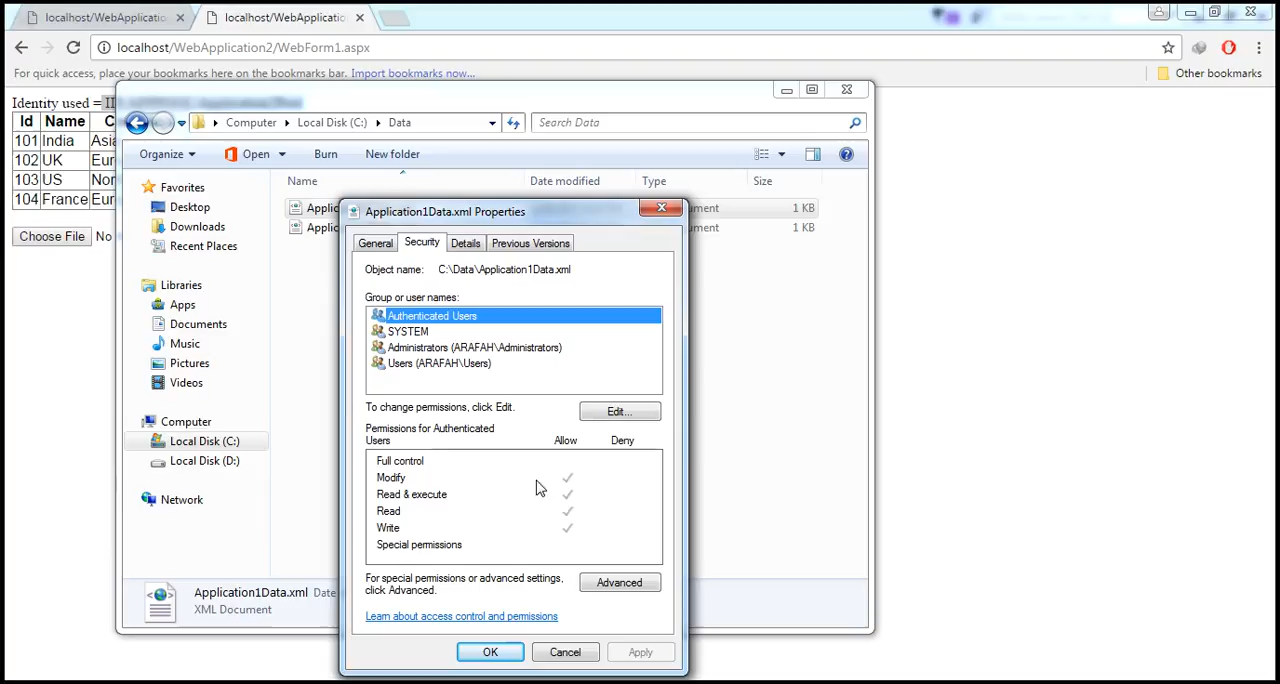 localhost/WebApplicatio
localhost/WebApplicatio
localhost/WebApplication2/WebForm1.aspx
For quick access, place your bookmarks here on the bookmarks bar. Import bookmarks now...
Other bookmarks
Identity used =
Id Name
101 India Asia
102 UK Eur
103 US Nor
104 France Eur
Choose File No
Computer Local Disk (C:) Data
Search Data
Organize Open Burn New folder
Name Date modified Type Size
Favorites
Desktop
Downloads
Recent Places
Libraries
Apps
Documents
Music
Pictures
Videos
Computer
Local Disk (C:)
Local Disk (D:)
Network
Applic ument 1 KB
Applic ument 1 KB
Application1Data.xml Date
XML Document
Application1Data.xml Properties
General Security Details Previous Versions
Object name: C:\Data\Application1Data.xml
Group or user names:
Authenticated Users
SYSTEM
Administrators (ARAFAH\Administrators)
Users (ARAFAH\Users)
To change permissions, click Edit.
Edit...
Permissions for Authenticated
Users Allow Deny
Full control
Modify
Read & execute
Read
Write
Special permissions
For special permissions or advanced settings,
click Advanced.
Advanced
Learn about access control and permissions
OK Cancel Apply